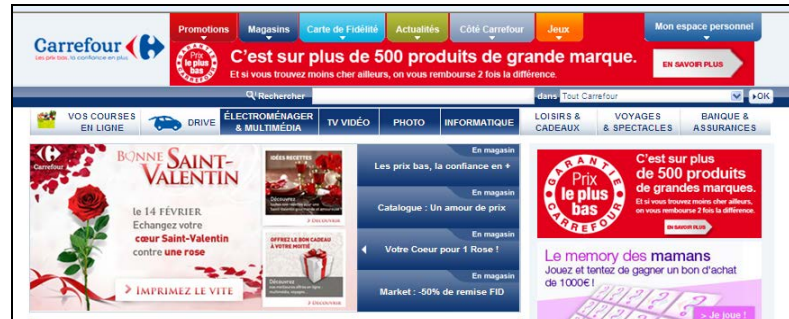 Promotions
Magasins
Carte de Fidélité
Actualités
Côté Carrefour
Jeux
Mon espace personnel
Carrefour
Les prix bas, la confiance en plus
Prix
le plus
bas
C'est sur plus de 500 produits de grande marque.
Et si vous trouvez moins cher ailleurs, on vous rembourse 2 fois la différence.
EN SAVOIR PLUS
Rechercher
dans
Tout Carrefour
OK
VOS COURSES
EN LIGNE
DRIVE
ÉLECTROMÉNAGER
& MULTIMÉDIA
TV VIDÉO
PHOTO
INFORMATIQUE
LOISIRS &
CADEAUX
VOYAGES
& SPECTACLES
BANQUE &
ASSURANCES
Carrefour
BONNE SAINT-
VALENTIN
le 14 FÉVRIER
Echangez votre
cœur Saint-Valentin
contre une rose
IMPRIMEZ LE VITE
IDÉES RECETTES
Découvrez
DÉCOUVRIR
OFFREZ LE BON CADEAU
À VOTRE MOITIÉ
Découvrez
DÉCOUVRIR
En magasin
Les prix bas, la confiance en +
En magasin
Catalogue : Un amour de prix
En magasin
Votre Coeur pour 1 Rose !
En magasin
Market : -50% de remise FID
GARANTIE
Prix
le plus
bas
CARREFOUR
C'est sur plus
de 500 produits
de grandes marques.
Et si vous trouvez moins cher ailleurs,
on vous rembourse 2 fois la différence.
EN SAVOIR PLUS
Le memory des mamans
Jouez et tentez de gagner un bon d'achat
de 1000€ !
> Je joue !